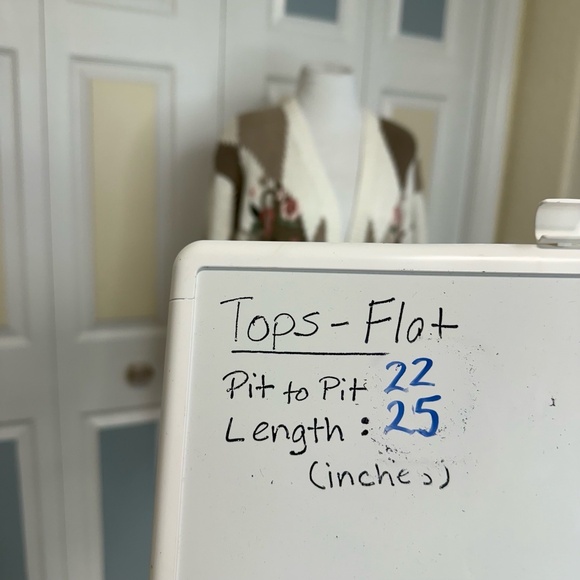 Tops - Flat
Pit to Pit 22
Length : 25
(inches)